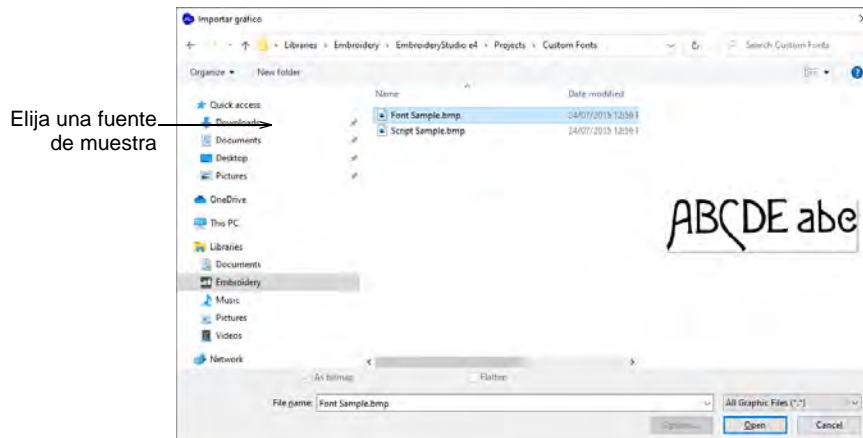 Importar gráfico
Libraries › Embroidery › EmbroideryStudio e4 › Projects › Custom Fonts
Search Custom Fonts
Organize
New folder
Name
Date modified
Elija una fuente
de muestra
Quick access
Downloads
Documents
Desktop
Pictures
OneDrive
This PC
Libraries
Documents
Embroidery
Music
Pictures
Videos
Network
Font Sample.bmp
Script Sample.bmp
ABCDE abc
As bitmap
Flatten
File name:
Font Sample.bmp
All Graphic Files (*.*)
Options...
Open
Cancel